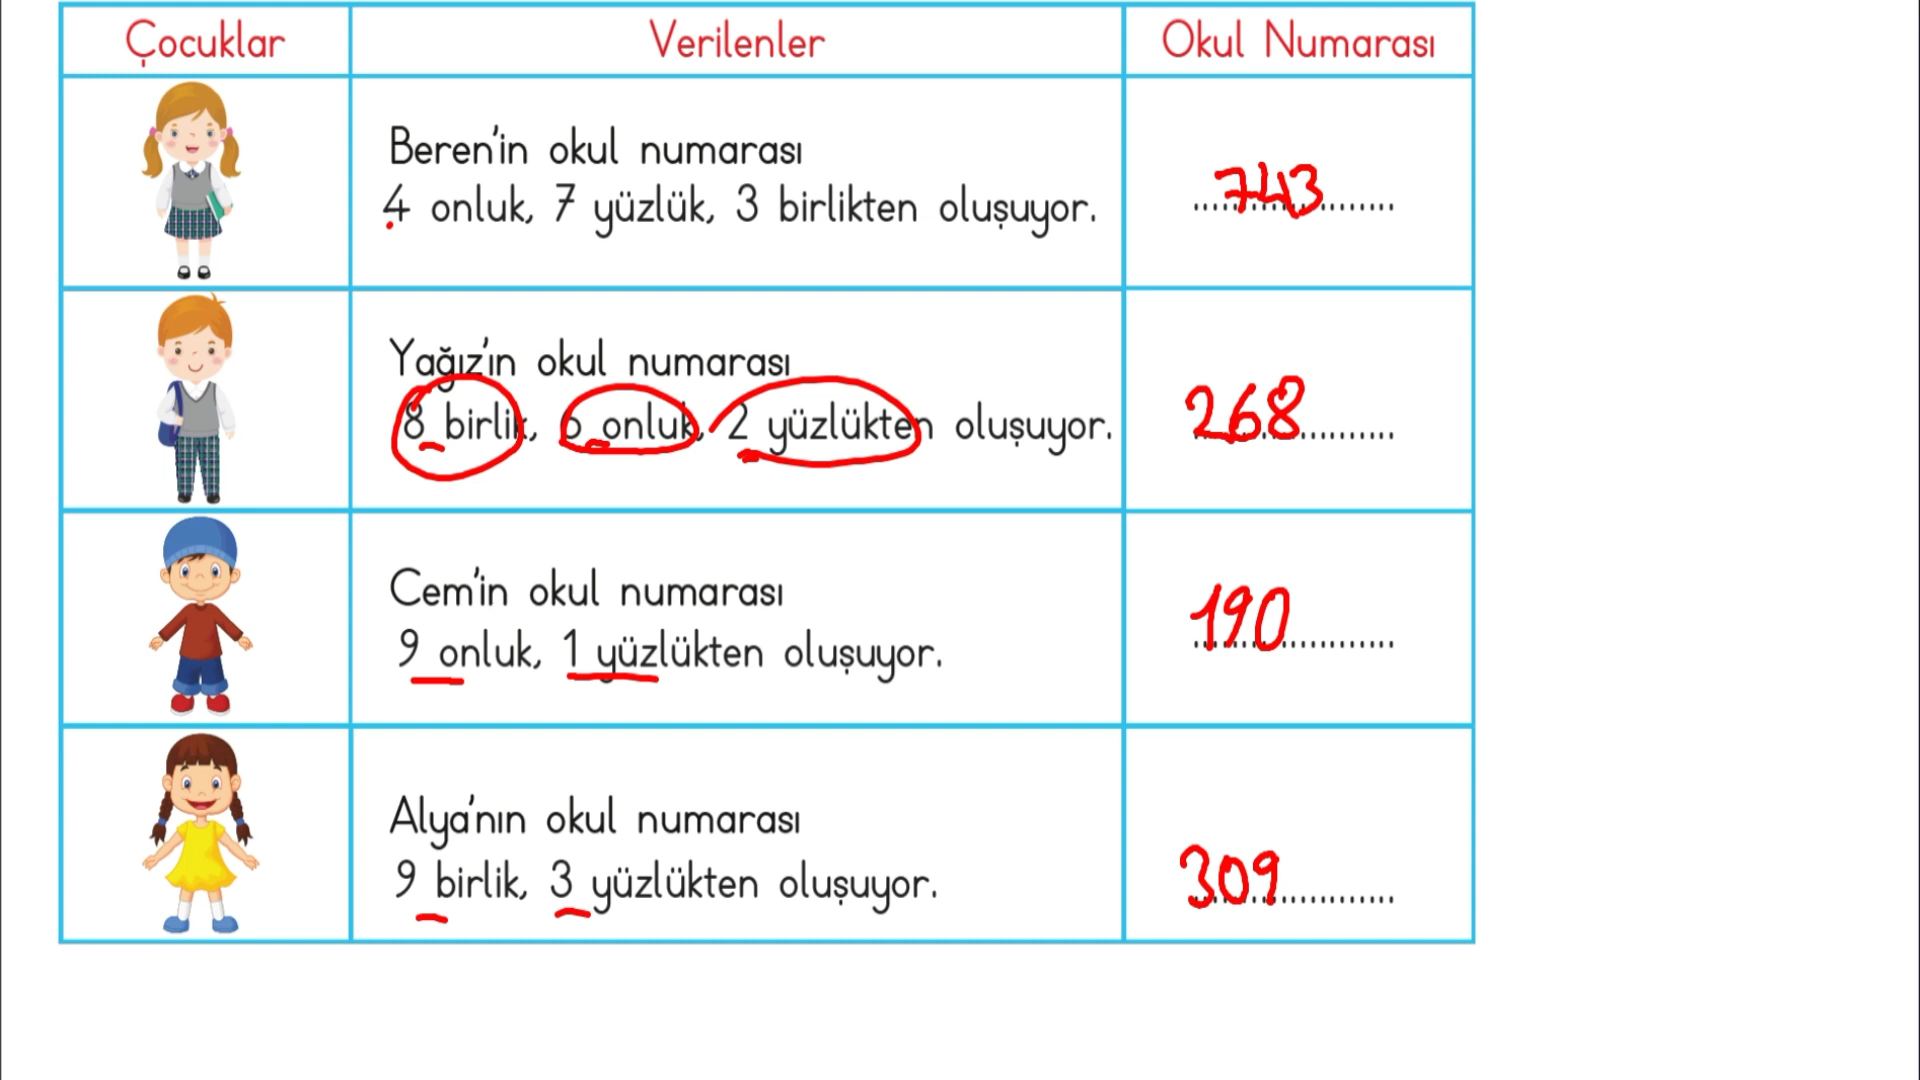 Çocuklar Verilenler Okul Numarası
Beren'in okul numarası
4 onluk, 7 yüzlük, 3 birlikten oluşuyor. 743
Yağız'ın okul numarası
8 birlik, 6 onluk, 2 yüzlükten oluşuyor. 268
Cem'in okul numarası
9 onluk, 1 yüzlükten oluşuyor. 190
Alya'nın okul numarası
9 birlik, 3 yüzlükten oluşuyor. 309